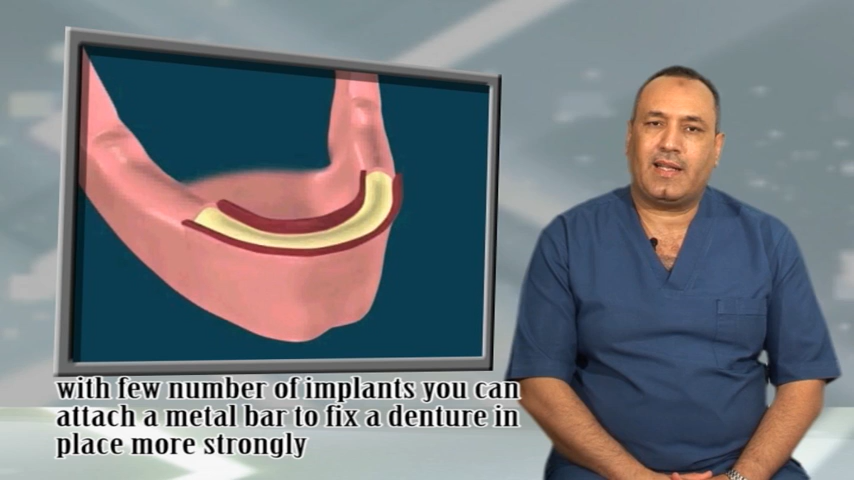 with few number of implants you can
attach a metal bar to fix a denture in
place more strongly